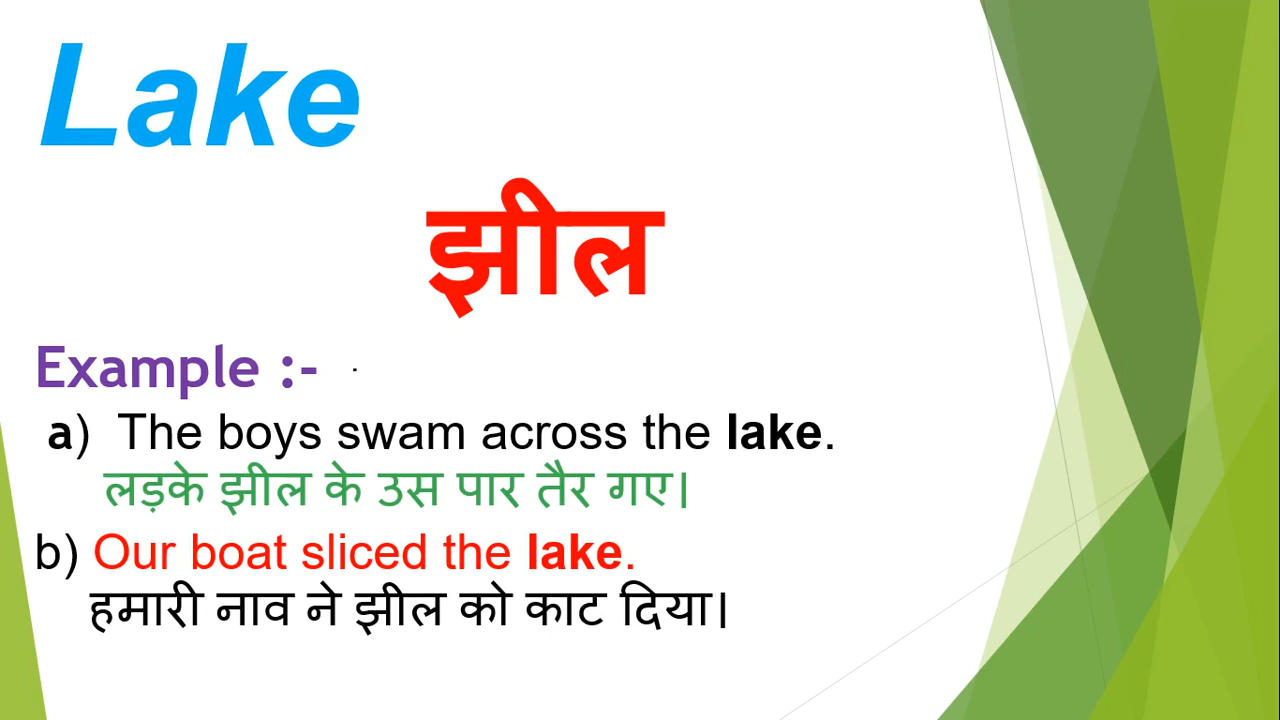 Lake
झील
Example :- .
a) The boys swam across the lake.
लड़के झील के उस पार तैर गए।
b) Our boat sliced the lake.
हमारी नाव ने झील को काट दिया।